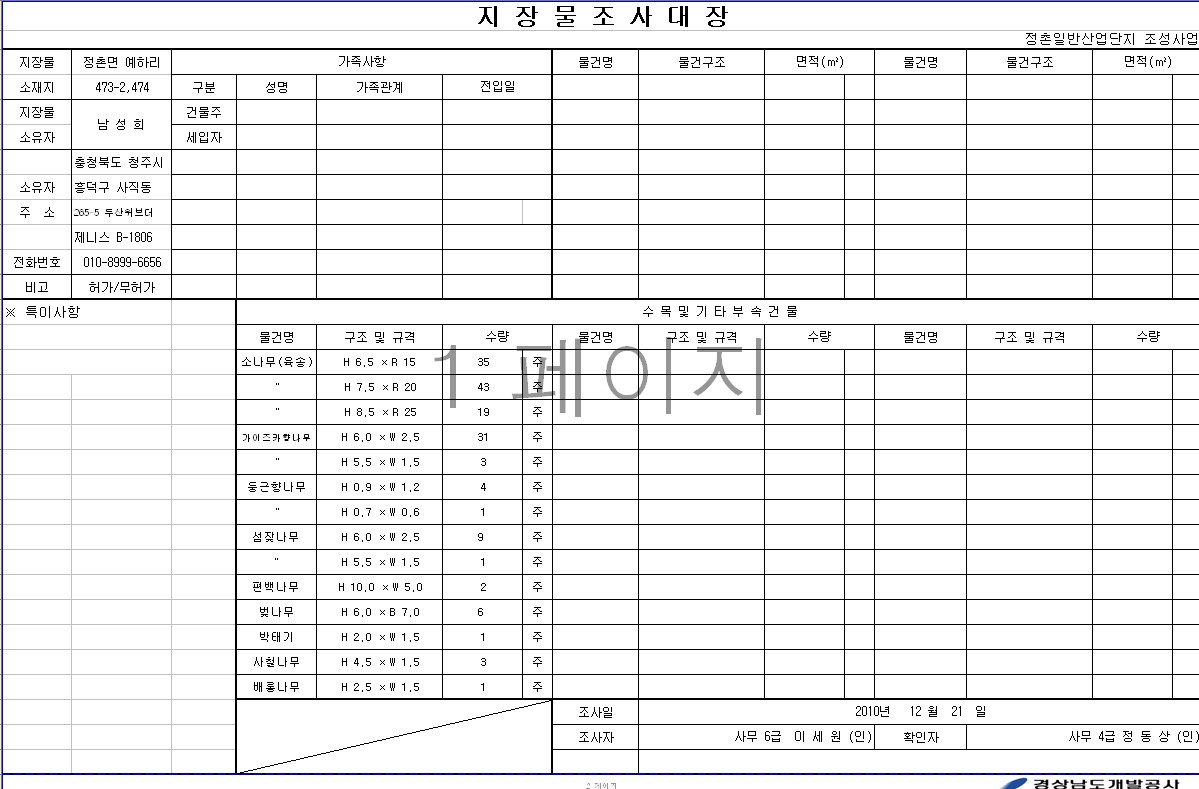 지 장 물 조 사 대 장
정촌일반산업단지 조성사업
지장물 정촌면 예하리 가족사항 물건명 물건구조 면적(㎡) 물건명 물건구조 면적(㎡)
소재지 473-2,474 구분 성명 가족관계 전입일
지장물 건물주
남 성 희
소유자 세입자
충청북도 청주시
소유자 흥덕구 사직동
주 소 265-5 두산위브더
제니스 B-1806
전화번호 010-8999-6656
비고 허가/무허가
※ 특이사항 수 목 및 기 타 부 속 건 물
물건명 구조 및 규격 수량 물건명 구조 및 규격 수량 물건명 구조 및 규격 수량
소나무(육송) H 6.5 × R 15 35 주
" H 7.5 × R 20 43 주
1 페이지
" H 8.5 × R 25 19 주
가이즈카향나무 H 6.0 × W 2.5 31 주
" H 5.5 × W 1.5 3 주
둥근향나무 H 0.9 × W 1.2 4 주
" H 0.7 × W 0.6 1 주
섬잣나무 H 6.0 × W 2.5 9 주
" H 5.5 × W 1.5 1 주
편백나무 H 10.0 × W 5.0 2 주
벚나무 H 6.0 × B 7.0 6 주
박태기 H 2.0 × W 1.5 1 주
사철나무 H 4.5 × W 1.5 3 주
배롱나무 H 2.5 × W 1.5 1 주
조사일 2010년 12 월 21 일
조사자 사무 6급 이 세 원 (인) 확인자 사무 4급 정 동 상 (인)
경상남도개발공사